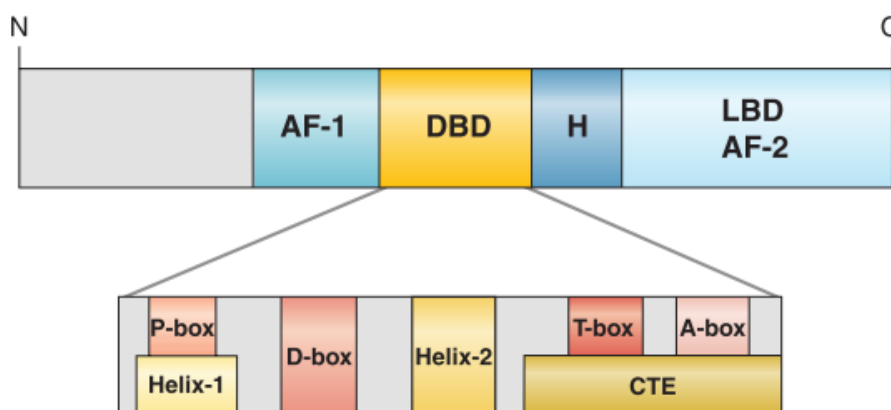 N
C
AF-1
DBD
H
LBD
AF-2
P-box
D-box
Helix-2
T-box
A-box
Helix-1
CTE